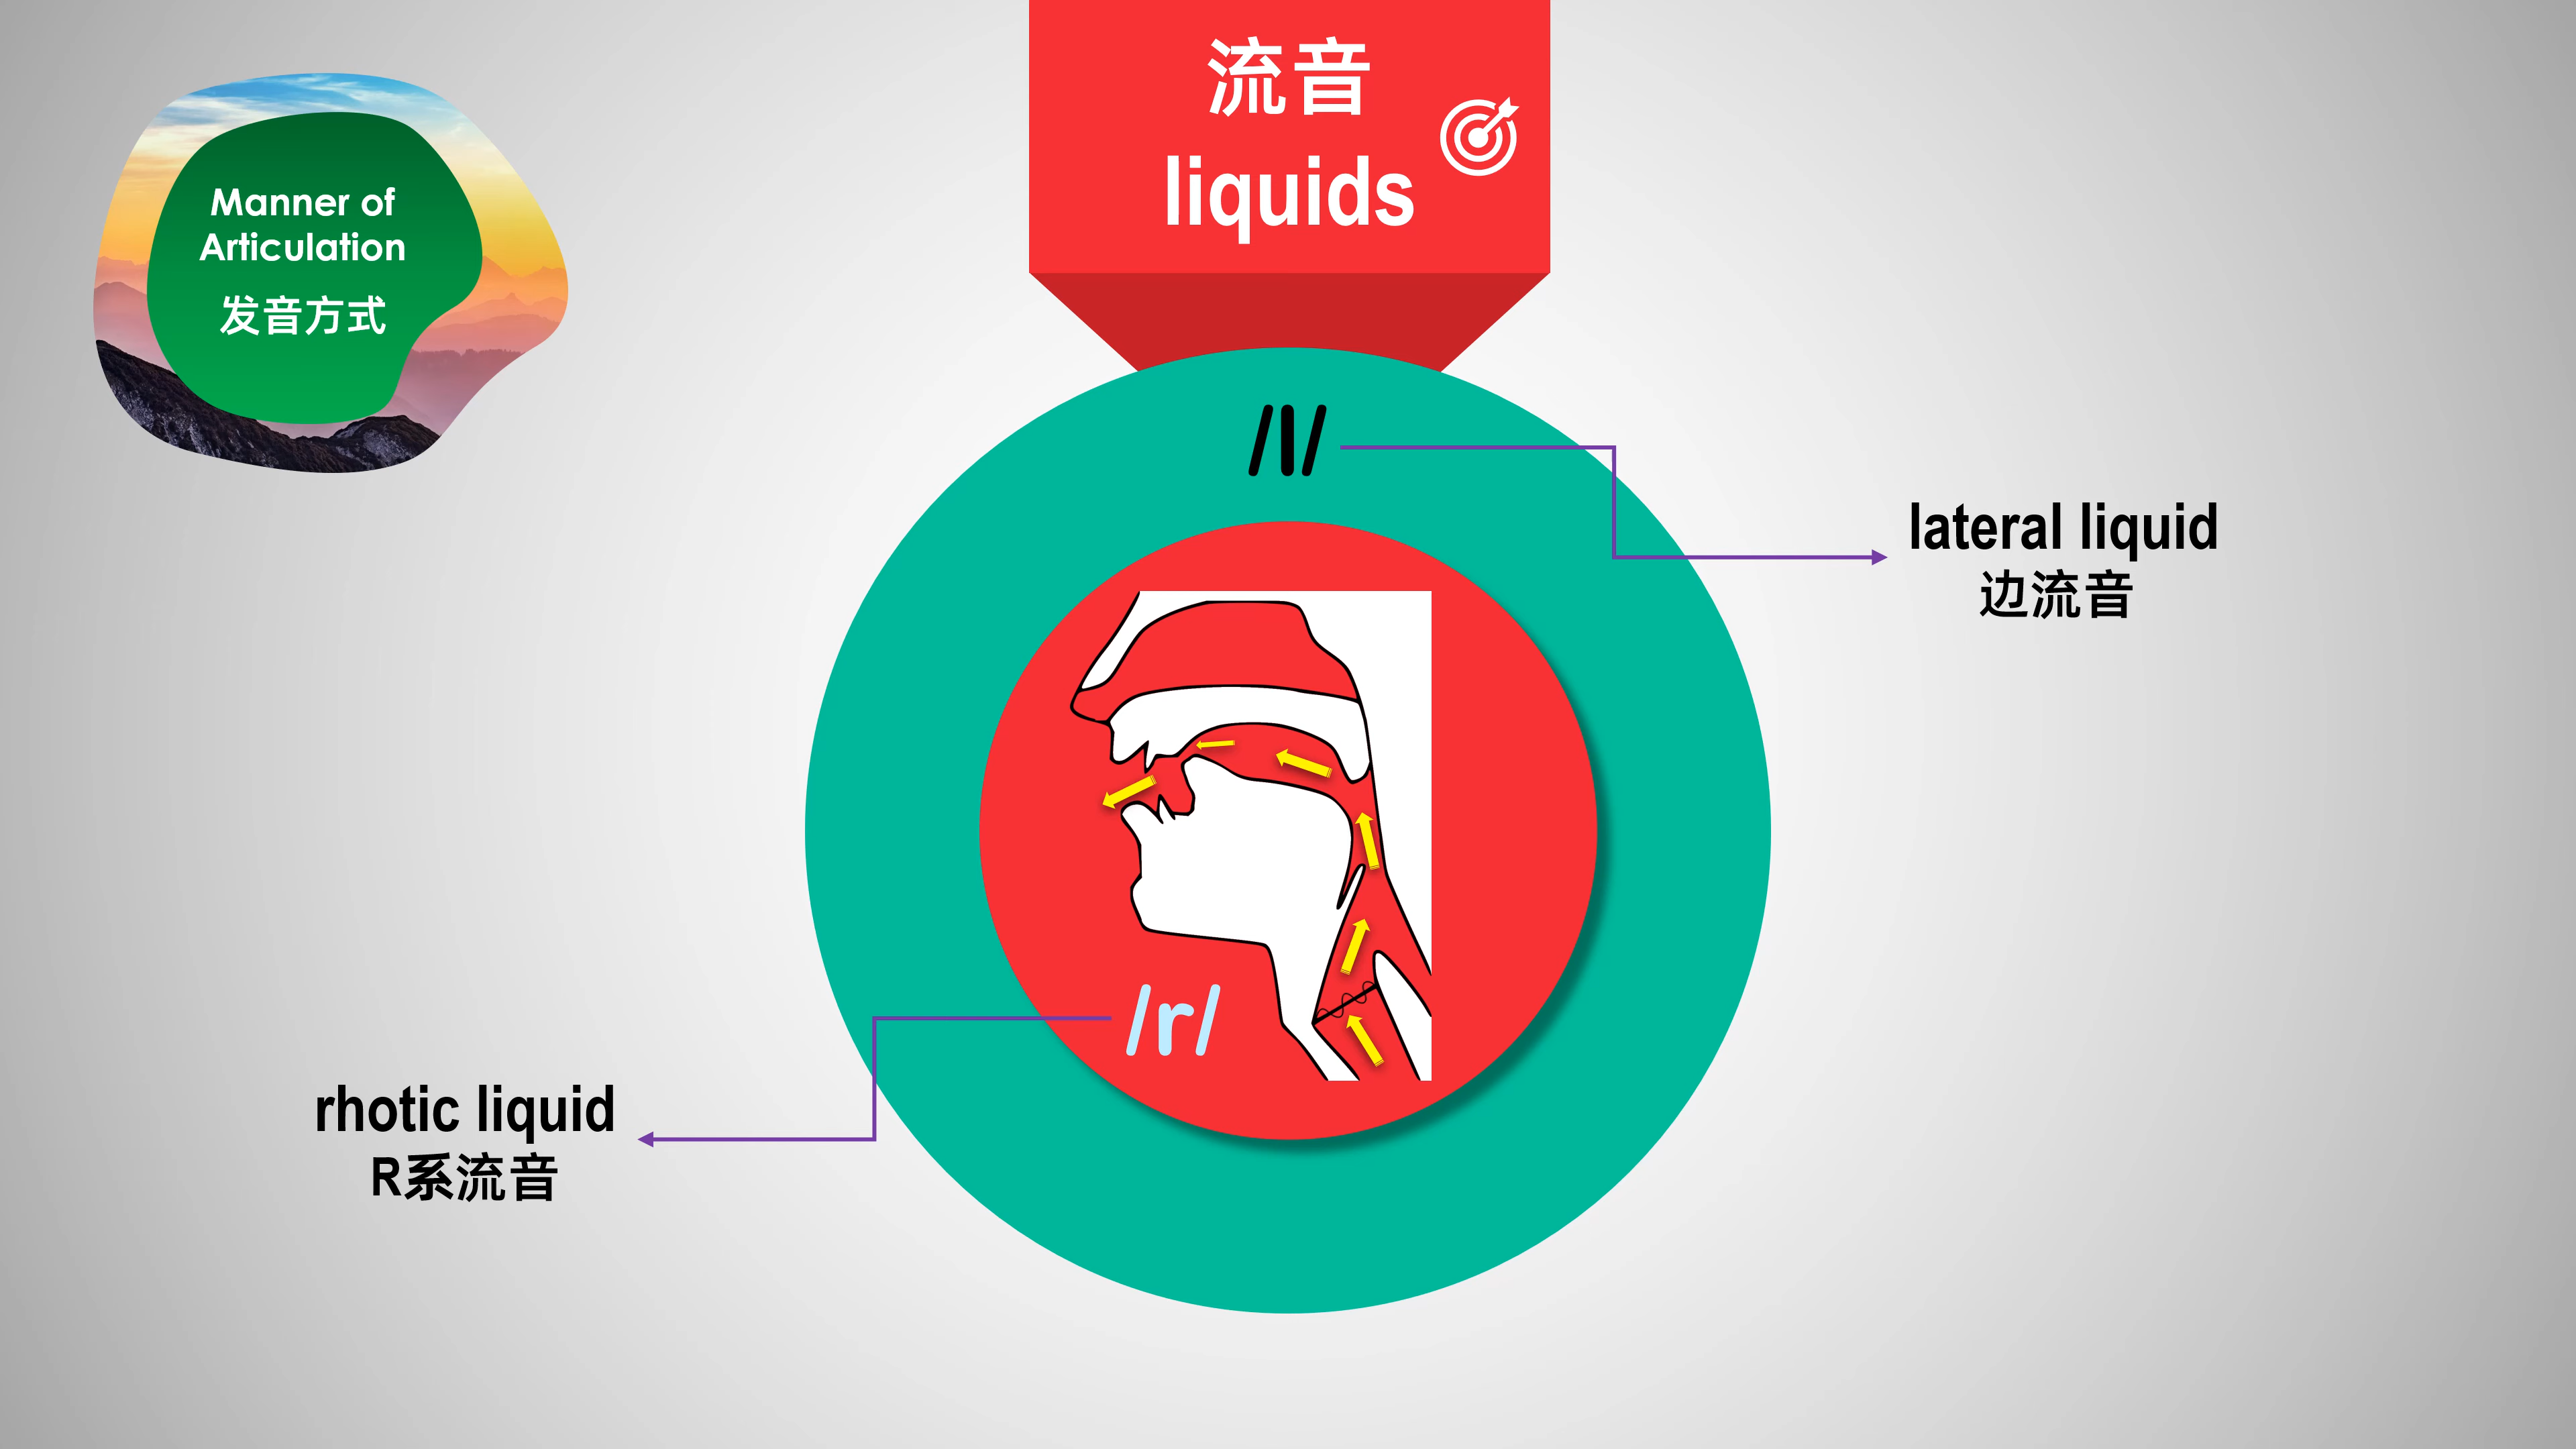 Manner of
Articulation
发音方式
流音
liquids
/l/
lateral liquid
边流音
/r/
rhotic liquid
R系流音